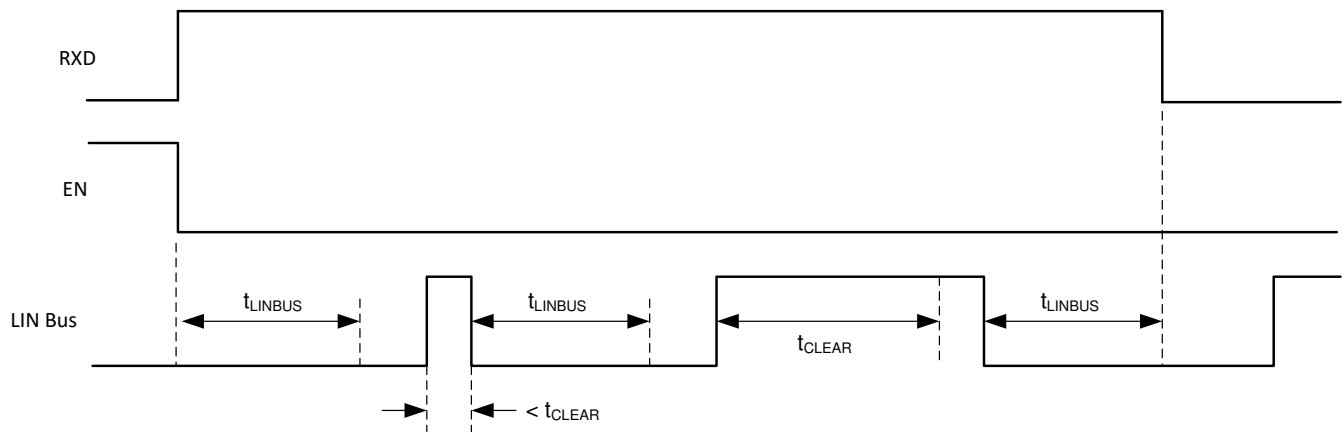 RXD
EN
LIN Bus
tLINBUS
tLINBUS
tCLEAR
tLINBUS
< tCLEAR